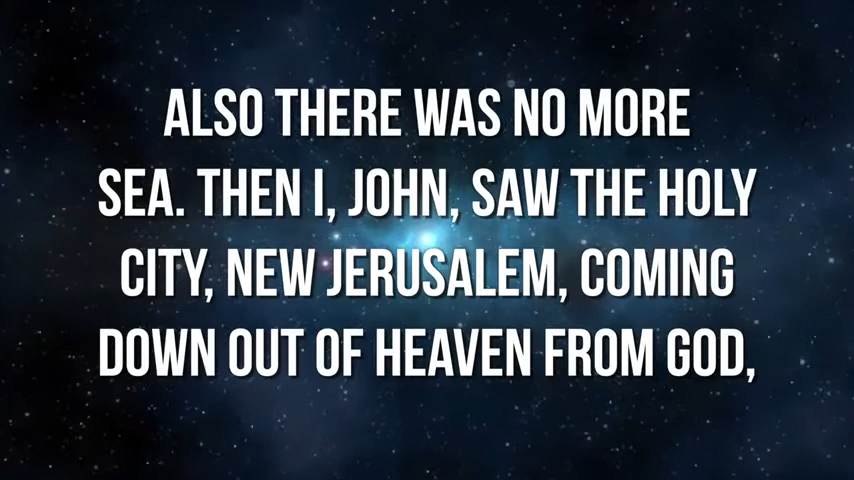 ALSO THERE WAS NO MORE
SEA. THEN I, JOHN, SAW THE HOLY
CITY, NEW JERUSALEM, COMING
DOWN OUT OF HEAVEN FROM GOD,